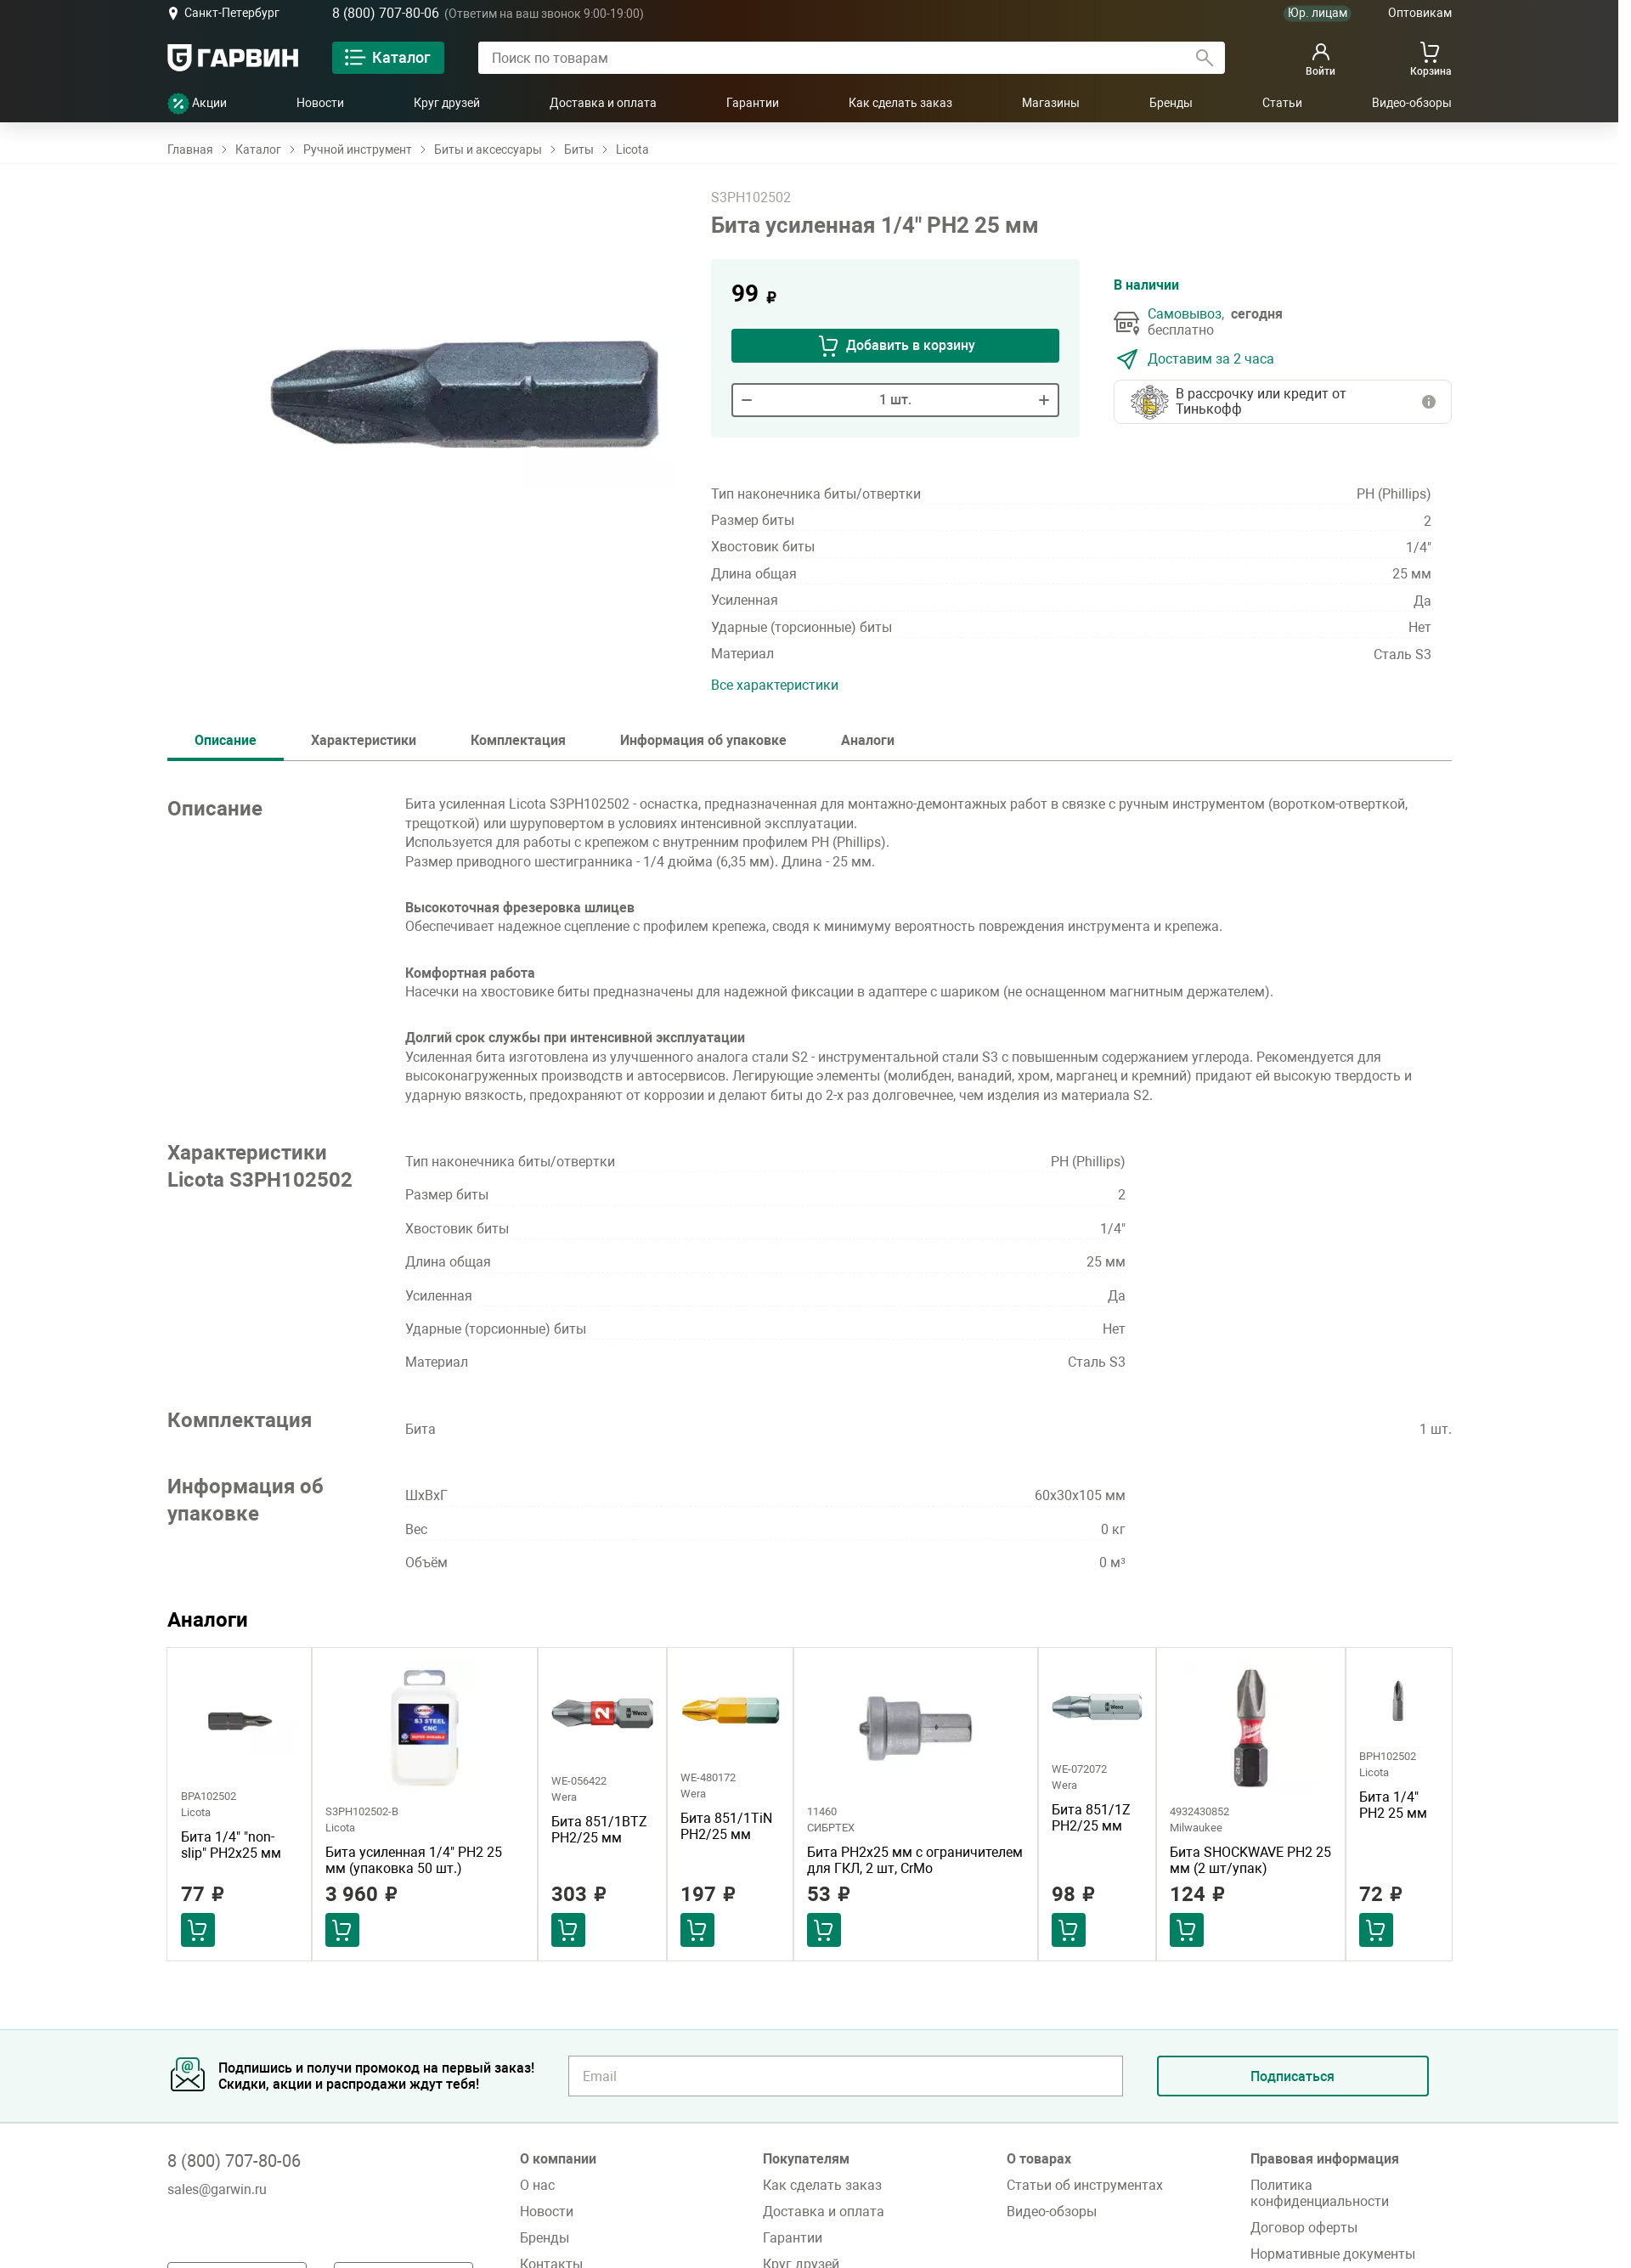 Санкт-Петербург
8 (800) 707-80-06 (Ответим на ваш звонок 9:00-19:00)
Юр. лицам
Оптовикам
ГАРВИН
Каталог
Поиск по товарам
Войти
Корзина
Акции
Новости
Круг друзей
Доставка и оплата
Гарантии
Как сделать заказ
Магазины
Бренды
Статьи
Видео-обзоры
Главная > Каталог > Ручной инструмент > Биты и аксессуары > Биты > Licota
S3PH102502
Бита усиленная 1/4" PH2 25 мм
99 ₽
Добавить в корзину
− 1 шт. +
В наличии
Самовывоз, сегодня
бесплатно
Доставим за 2 часа
В рассрочку или кредит от
Тинькофф
Тип наконечника биты/отвертки PH (Phillips)
Размер биты 2
Хвостовик биты 1/4"
Длина общая 25 мм
Усиленная Да
Ударные (торсионные) биты Нет
Материал Сталь S3
Все характеристики
Описание
Характеристики
Комплектация
Информация об упаковке
Аналоги
Описание
Бита усиленная Licota S3PH102502 - оснастка, предназначенная для монтажно-демонтажных работ в связке с ручным инструментом (воротком-отверткой,
трещоткой) или шуруповертом в условиях интенсивной эксплуатации.
Используется для работы с крепежом с внутренним профилем PH (Phillips).
Размер приводного шестигранника - 1/4 дюйма (6,35 мм). Длина - 25 мм.
Высокоточная фрезеровка шлицев
Обеспечивает надежное сцепление с профилем крепежа, сводя к минимуму вероятность повреждения инструмента и крепежа.
Комфортная работа
Насечки на хвостовике биты предназначены для надежной фиксации в адаптере с шариком (не оснащенном магнитным держателем).
Долгий срок службы при интенсивной эксплуатации
Усиленная бита изготовлена из улучшенного аналога стали S2 - инструментальной стали S3 с повышенным содержанием углерода. Рекомендуется для
высоконагруженных производств и автосервисов. Легирующие элементы (молибден, ванадий, хром, марганец и кремний) придают ей высокую твердость и
ударную вязкость, предохраняют от коррозии и делают биты до 2-х раз долговечнее, чем изделия из материала S2.
Характеристики
Licota S3PH102502
Тип наконечника биты/отвертки PH (Phillips)
Размер биты 2
Хвостовик биты 1/4"
Длина общая 25 мм
Усиленная Да
Ударные (торсионные) биты Нет
Материал Сталь S3
Комплектация
Бита 1 шт.
Информация об
упаковке
ШхВхГ 60x30x105 мм
Вес 0 кг
Объём 0 м³
Аналоги
BPA102502
Licota
Бита 1/4" "non-
slip" PH2x25 мм
77 ₽
S3 STEEL
CNC
S3PH102502-B
Licota
Бита усиленная 1/4" PH2 25
мм (упаковка 50 шт.)
3 960 ₽
2
Wera
WE-056422
Wera
Бита 851/1BTZ
PH2/25 мм
303 ₽
WE-480172
Wera
Бита 851/1TiN
PH2/25 мм
197 ₽
11460
СИБРТЕХ
Бита PH2x25 мм с ограничителем
для ГКЛ, 2 шт, CrMo
53 ₽
Wera
WE-072072
Wera
Бита 851/1Z
PH2/25 мм
98 ₽
PH2
4932430852
Milwaukee
Бита SHOCKWAVE PH2 25
мм (2 шт/упак)
124 ₽
BPH102502
Licota
Бита 1/4"
PH2 25 мм
72 ₽
Подпишись и получи промокод на первый заказ!
Скидки, акции и распродажи ждут тебя!
Email
Подписаться
8 (800) 707-80-06
sales@garwin.ru
О компании
О нас
Новости
Бренды
Контакты
Покупателям
Как сделать заказ
Доставка и оплата
Гарантии
Круг друзей
О товарах
Статьи об инструментах
Видео-обзоры
Правовая информация
Политика
конфиденциальности
Договор оферты
Нормативные документы